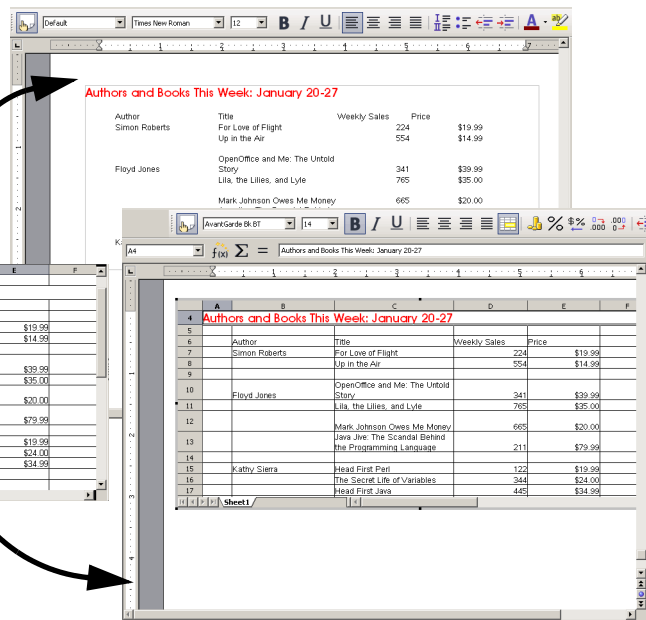 Default Times New Roman 12 B I U A
Authors and Books This Week: January 20-27
Author Title Weekly Sales Price
Simon Roberts For Love of Flight 224 $19.99
Up in the Air 554 $14.99
OpenOffice and Me: The Untold
Floyd Jones Story 341 $39.99
Lila, the Lilies, and Lyle 765 $35.00
Mark Johnson Owes Me Money 665 $20.00
E F
$19.99
$14.99
$39.99
$35.00
$20.00
$79.99
$19.99
$24.00
$34.99
AvantGarde Bk BT 14 B I U
A4 f(x) Σ = Authors and Books This Week: January 20-27
A B C D E F
4 Authors and Books This Week: January 20-27
5
6 Author Title Weekly Sales Price
7 Simon Roberts For Love of Flight 224 $19.99
8 Up in the Air 554 $14.99
9
OpenOffice and Me: The Untold
10 Floyd Jones Story 341 $39.99
11 Lila, the Lilies, and Lyle 765 $35.00
12 Mark Johnson Owes Me Money 665 $20.00
Java Jive: The Scandal Behind
13 the Programming Language 211 $79.99
14
15 Kathy Sierra Head First Perl 122 $19.99
16 The Secret Life of Variables 344 $24.00
17 Head First Java 445 $34.99
Sheet1